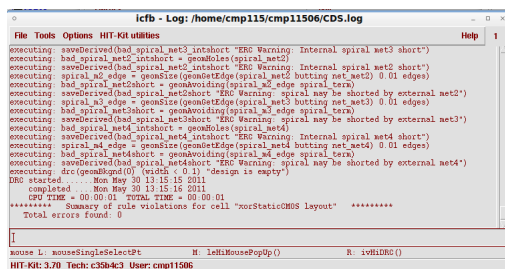 icfb - Log: /home/cmp115/cmp11506/CDS.log
File Tools Options HIT-Kit utilities Help 1
executing: saveDerived(bad_spiral_met3_intshort "ERC Warning: Internal spiral met3 short")
executing: bad_spiral_met2_intshort = geomHoles(spiral_met2)
executing: saveDerived(bad_spiral_met2_intshort "ERC Warning: Internal spiral met2 short")
executing: spiral_m2_edge = geomSize(geomGetEdge(spiral_met2 butting net_met2) 0.01 edges)
executing: bad_spiral_met2short = geomAvoiding(spiral_m2_edge spiral_term)
executing: saveDerived(bad_spiral_met2short "ERC Warning: spiral may be shorted by external met2")
executing: spiral_m3_edge = geomSize(geomGetEdge(spiral_met3 butting net_met3) 0.01 edges)
executing: bad_spiral_met3short = geomAvoiding(spiral_m3_edge spiral_term)
executing: saveDerived(bad_spiral_met3short "ERC Warning: spiral may be shorted by external met3")
executing: bad_spiral_met4_intshort = geomHoles(spiral_met4)
executing: saveDerived(bad_spiral_met4_intshort "ERC Warning: Internal spiral met4 short")
executing: spiral_m4_edge = geomSize(geomGetEdge(spiral_met4 butting net_met4) 0.01 edges)
executing: bad_spiral_met4short = geomAvoiding(spiral_m4_edge spiral_term)
executing: saveDerived(bad_spiral_met4short "ERC Warning: spiral may be shorted by external met4")
executing: drc(geomBkgnd(0) (width < 0.1) "design is empty")
DRC started.......Mon May 30 13:15:15 2011
completed ....Mon May 30 13:15:16 2011
CPU TIME = 00:00:01 TOTAL TIME = 00:00:01
********* Summary of rule violations for cell "xorStaticCMOS layout" *********
Total errors found: 0
mouse L: mouseSingleSelectPt M: leHiMousePopUp() R: ivHiDRC()
HIT-Kit: 3.70 Tech: c35b4c3 User: cmp11506